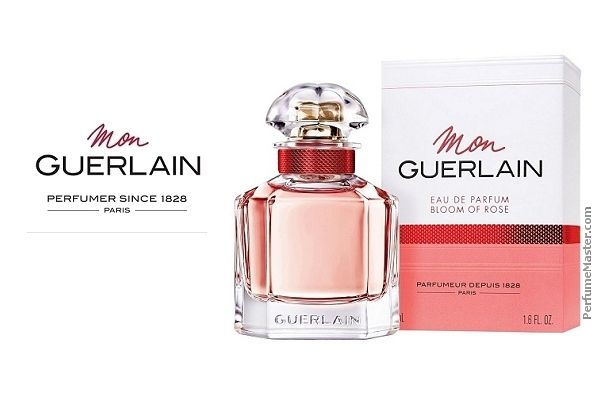 Mon
GUERLAIN
PERFUMER SINCE 1828
PARIS
GUERLAIN
Mon
GUERLAIN
EAU DE PARFUM
BLOOM OF ROSE
PARFUMEUR DEPUIS 1828
PARIS
L
1.6 FL. OZ.
PerfumeMaster.com